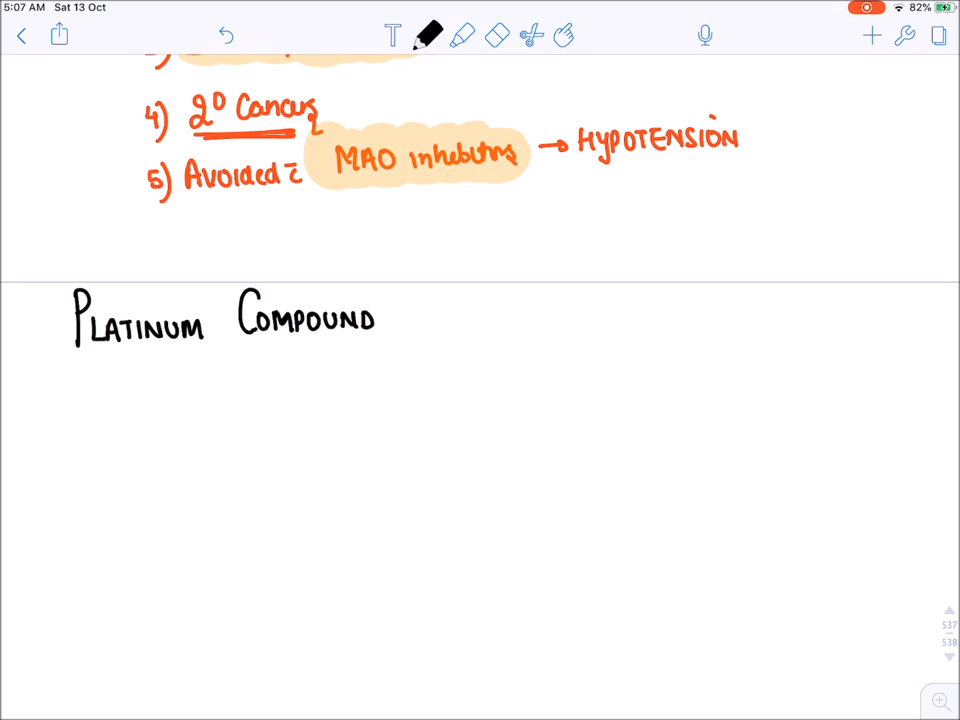 5:07 AM Sat 13 Oct
82%
T
4) 2° Cancers
5) Avoided c̄ MAO inhibitors → HYPOTENSION
PLATINUM COMPOUND
537
538